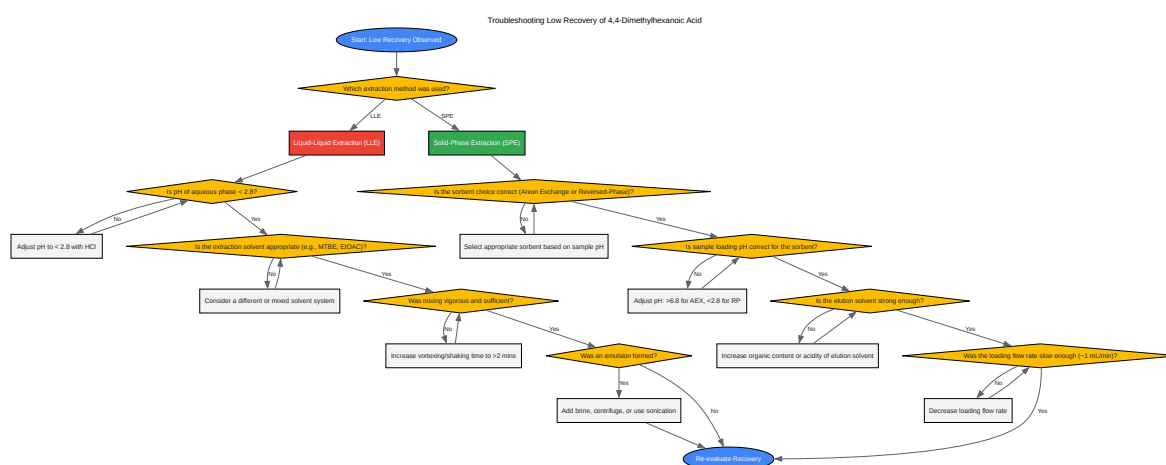 Troubleshooting Low Recovery of 4,4-Dimethylhexanoic Acid
Start: Low Recovery Observed
Which extraction method was used?
LLE
SPE
Liquid-Liquid Extraction (LLE)
Solid-Phase Extraction (SPE)
Is pH of aqueous phase < 2.8?
Is the sorbent choice correct (Anion Exchange or Reversed-Phase)?
No
Yes
No
Yes
Adjust pH to < 2.8 with HCl
Is the extraction solvent appropriate (e.g., MTBE, EtOAC)?
Select appropriate sorbent based on sample pH
Is sample loading pH correct for the sorbent?
No
Yes
No
Yes
Consider a different or mixed solvent system
Was mixing vigorous and sufficient?
Adjust pH: >6.8 for AEX, <2.8 for RP
Is the elution solvent strong enough?
No
Yes
No
Yes
Increase vortexing/shaking time to >2 mins
Was an emulsion formed?
Increase organic content or acidity of elution solvent
Was the loading flow rate slow enough (~1 mL/min)?
Yes
No
No
Yes
Add brine, centrifuge, or use sonication
Decrease loading flow rate
Re-evaluate Recovery